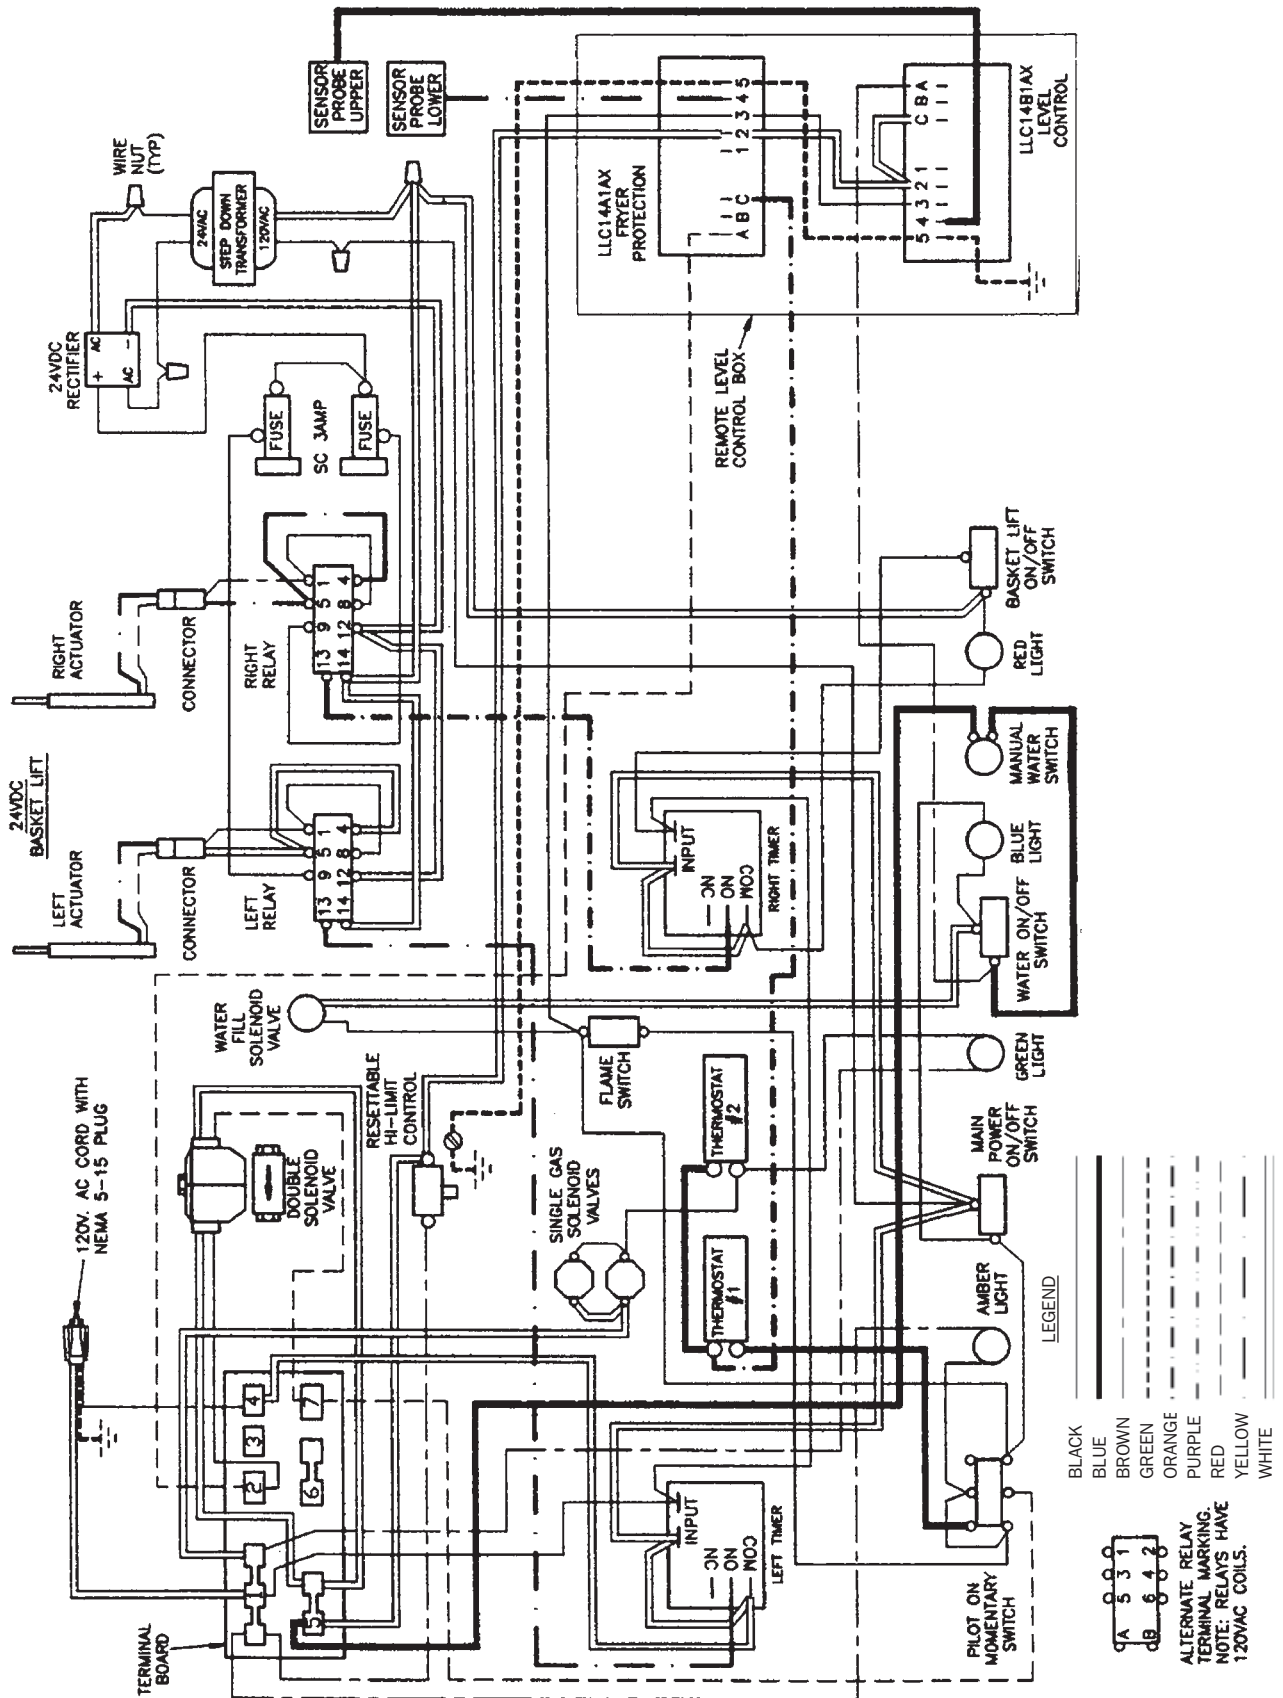 24VDC
BASKET LIFT
LEFT
ACTUATOR
CONNECTOR
RIGHT
ACTUATOR
CONNECTOR
24VDC
RECTIFIER
AC
AC
+
-
WIRE
NUT
(TYP)
24VAC
STEP DOWN
TRANSFORMER
120VAC
SENSOR
PROBE
UPPER
SENSOR
PROBE
LOWER
FUSE
FUSE
SC 3AMP
LEFT
RELAY
13 9 5 1
14 12 8 4
RIGHT
RELAY
13 9 5 1
14 12 8 4
LLC14A1AX
FRYER
PROTECTION
A B C
1 2 3 4 5
LLC14B1AX
LEVEL
CONTROL
5 4 3 2 1
C B A
REMOTE LEVEL
CONTROL BOX
120V. AC CORD WITH
NEMA 5-15 PLUG
TERMINAL
BOARD
2
3
4
5
6
7
DOUBLE
SOLENOID
VALVE
WATER
FILL
SOLENOID
VALVE
RESETTABLE
HI-LIMIT
CONTROL
SINGLE GAS
SOLENOID
VALVES
FLAME
SWITCH
THERMOSTAT
#1
THERMOSTAT
#2
INPUT
NC
NO
COM
LEFT TIMER
INPUT
NC
NO
COM
RIGHT TIMER
PILOT ON
MOMENTARY
SWITCH
AMBER
LIGHT
MAIN
POWER
ON/OFF
SWITCH
GREEN
LIGHT
WATER ON/OFF
SWITCH
BLUE
LIGHT
MANUAL
WATER
SWITCH
RED
LIGHT
BASKET LIFT
ON/OFF
SWITCH
A 5 3 1
B 6 4 2
ALTERNATE RELAY
TERMINAL MARKING.
NOTE: RELAYS HAVE
120VAC COILS.
LEGEND
BLACK
BLUE
BROWN
GREEN
ORANGE
PURPLE
RED
YELLOW
WHITE